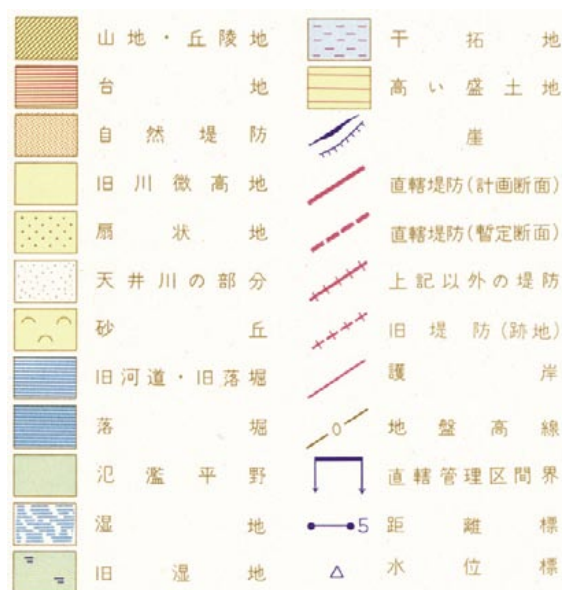 山地・丘陵地
台地
自然堤防
旧川微高地
扇状地
天井川の部分
砂丘
旧河道・旧落堀
落堀
氾濫平野
湿地
旧湿地
干拓地
高い盛土地
崖
直轄堤防(計画断面)
直轄堤防(暫定断面)
上記以外の堤防
旧堤防(跡地)
護岸
0 地盤高線
直轄管理区間界
5 距離標
水位標